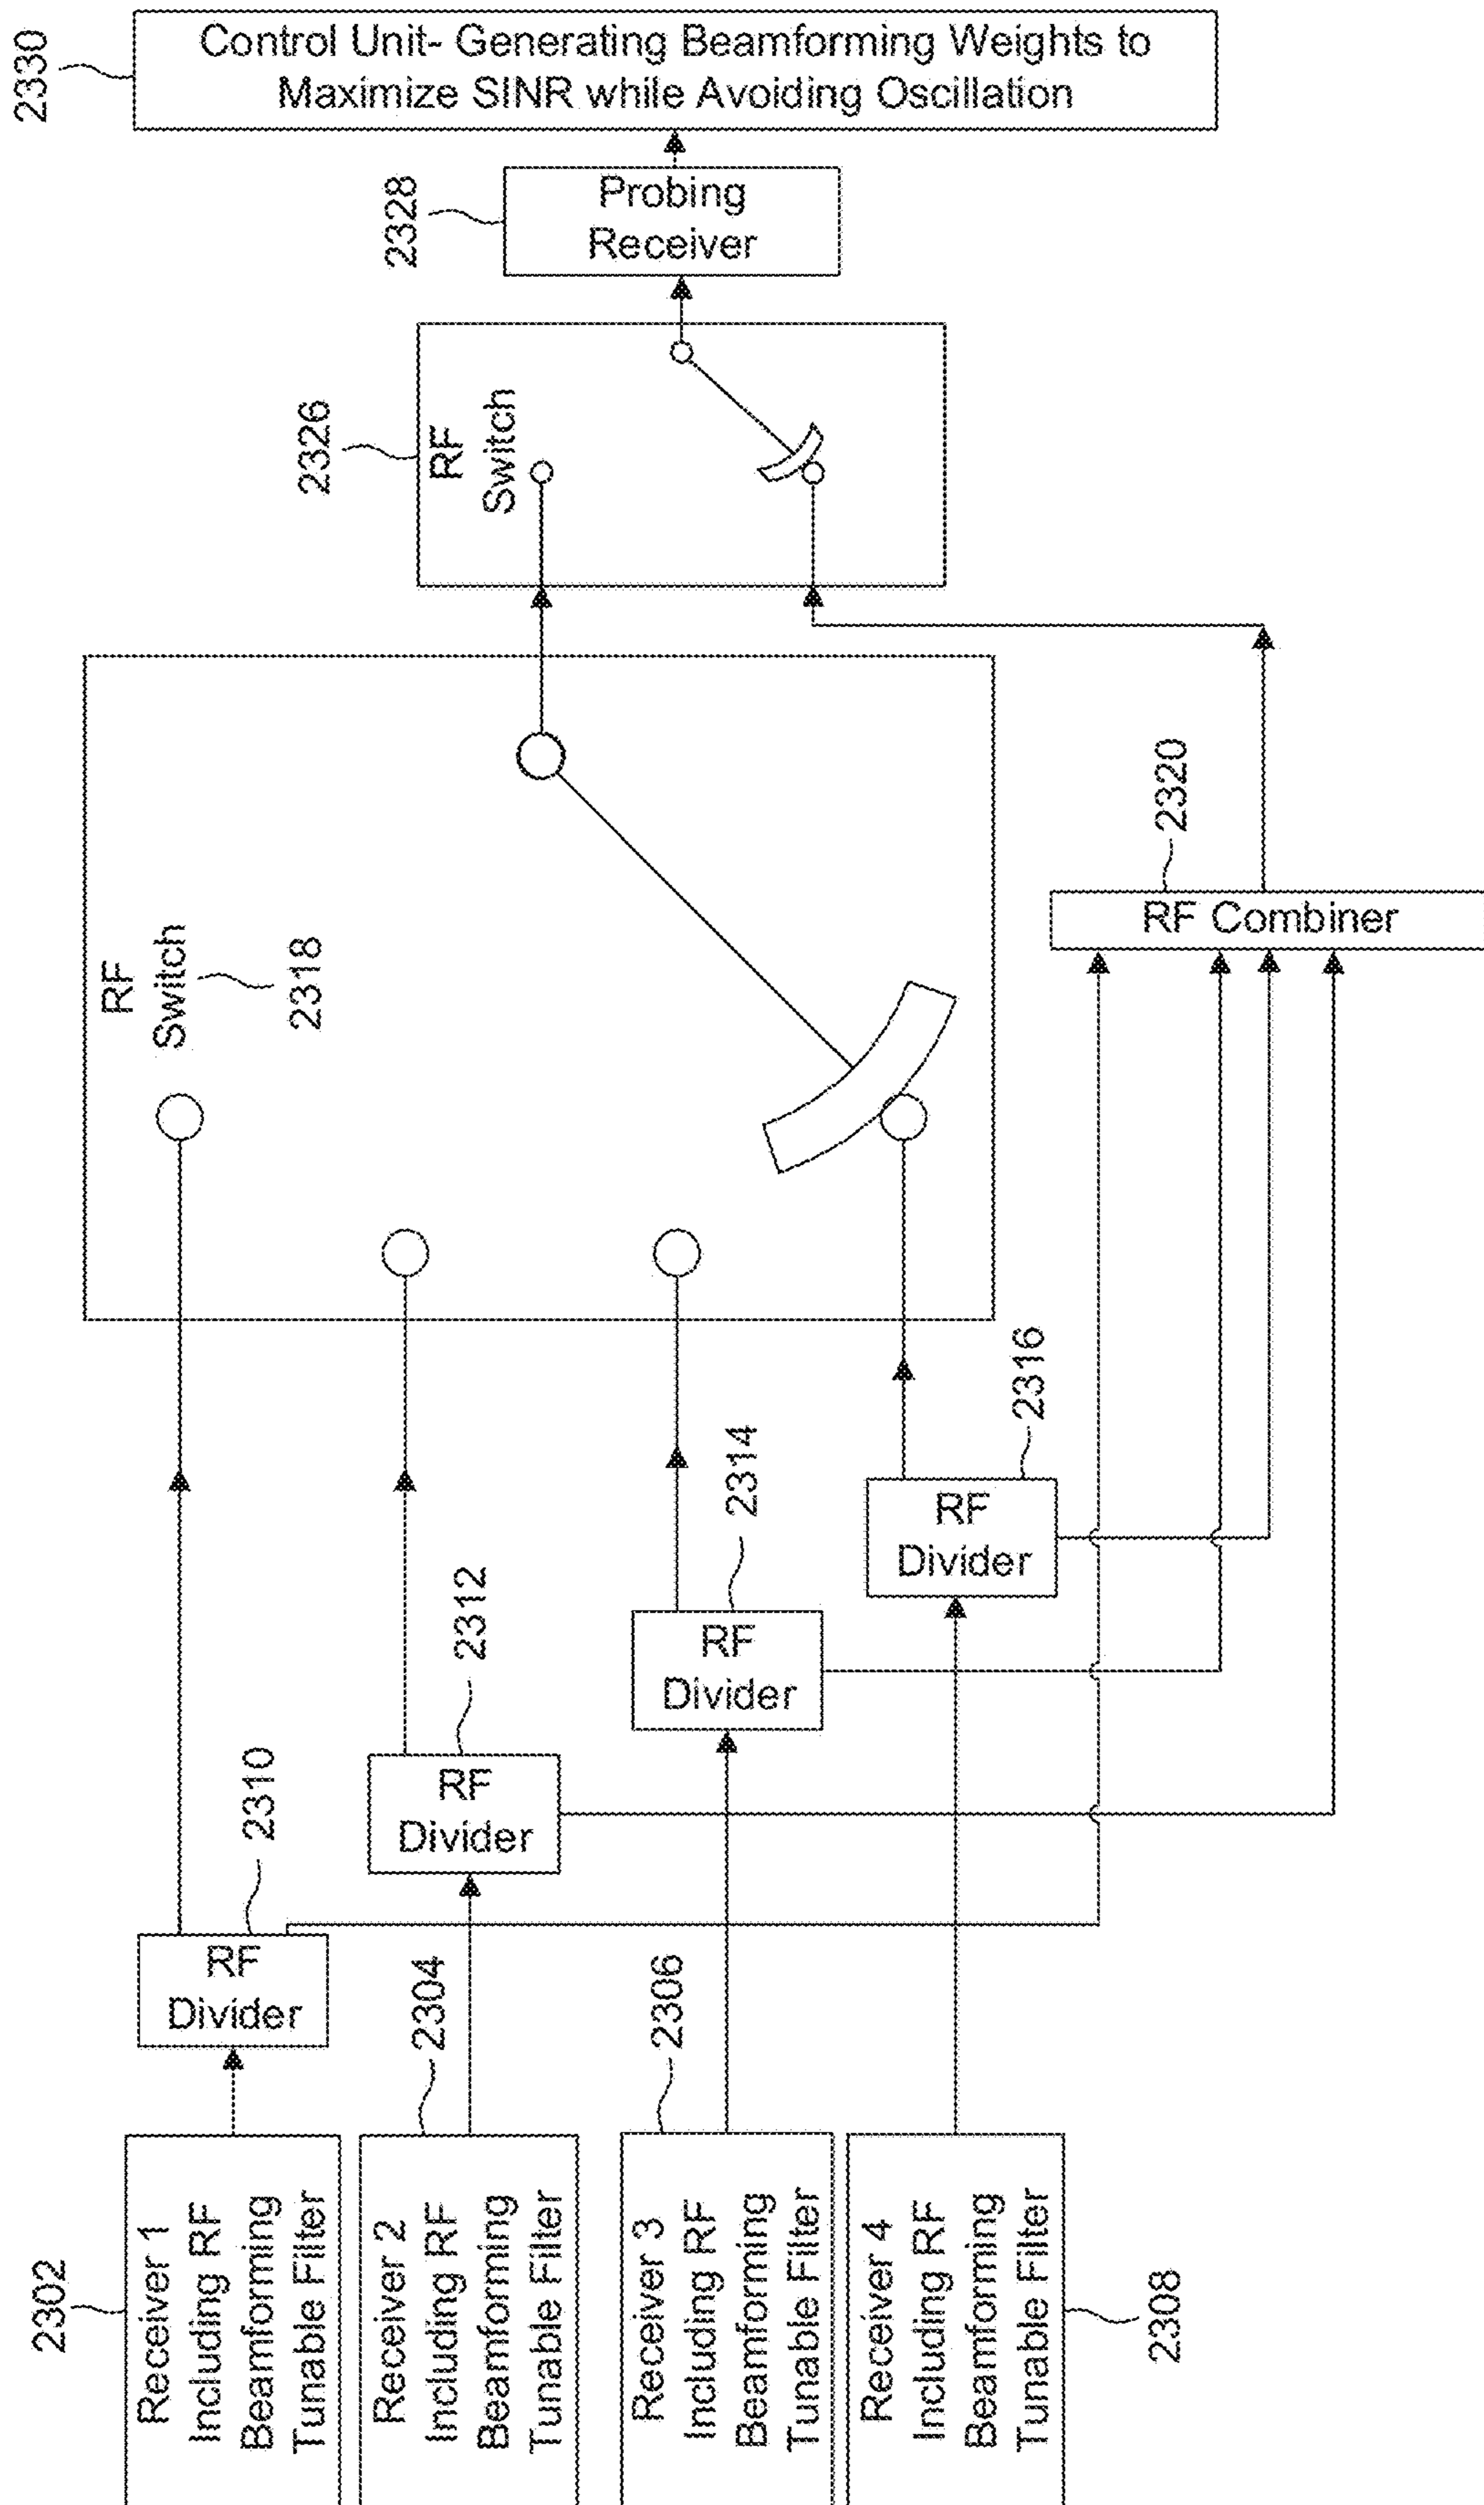 2330
Control Unit- Generating Beamforming Weights to
Maximize SINR while Avoiding Oscillation
2328
Probing
Receiver
2326
RF
Switch
RF
Switch
2318
2320
RF Combiner
2316
RF
Divider
2314
RF
Divider
2312
RF
Divider
2310
RF
Divider
2302
Receiver 1
Including RF
Beamforming
Tunable Filter
2304
Receiver 2
Including RF
Beamforming
Tunable Filter
2306
Receiver 3
Including RF
Beamforming
Tunable Filter
2308
Receiver 4
Including RF
Beamforming
Tunable Filter